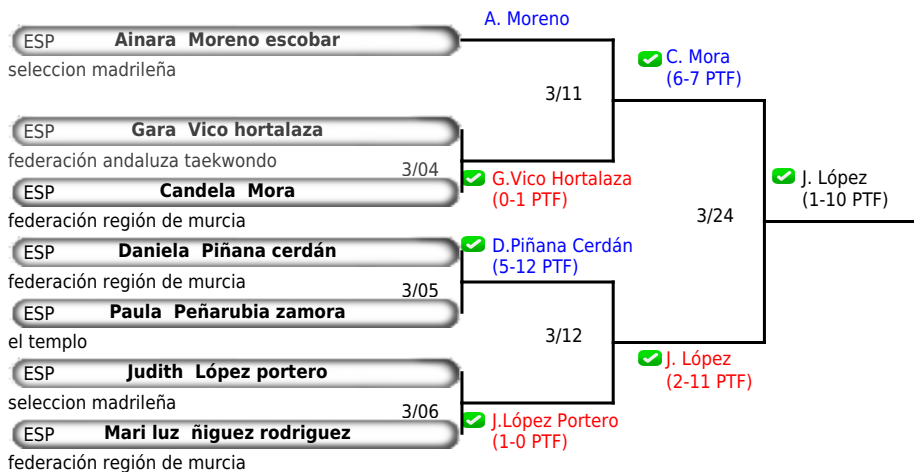 A. Moreno
ESP Ainara Moreno escobar
seleccion madrileña
C. Mora
(6-7 PTF)
3/11
ESP Gara Vico hortalaza
federación andaluza taekwondo
3/04
G.Vico Hortalaza
(0-1 PTF)
ESP Candela Mora
federación región de murcia
J. López
(1-10 PTF)
3/24
ESP Daniela Piñana cerdán
federación región de murcia
D.Piñana Cerdán
(5-12 PTF)
3/05
ESP Paula Peñarubia zamora
el templo
3/12
J. López
(2-11 PTF)
ESP Judith López portero
seleccion madrileña
3/06
J.López Portero
(1-0 PTF)
ESP Mari luz ñiguez rodriguez
federación región de murcia